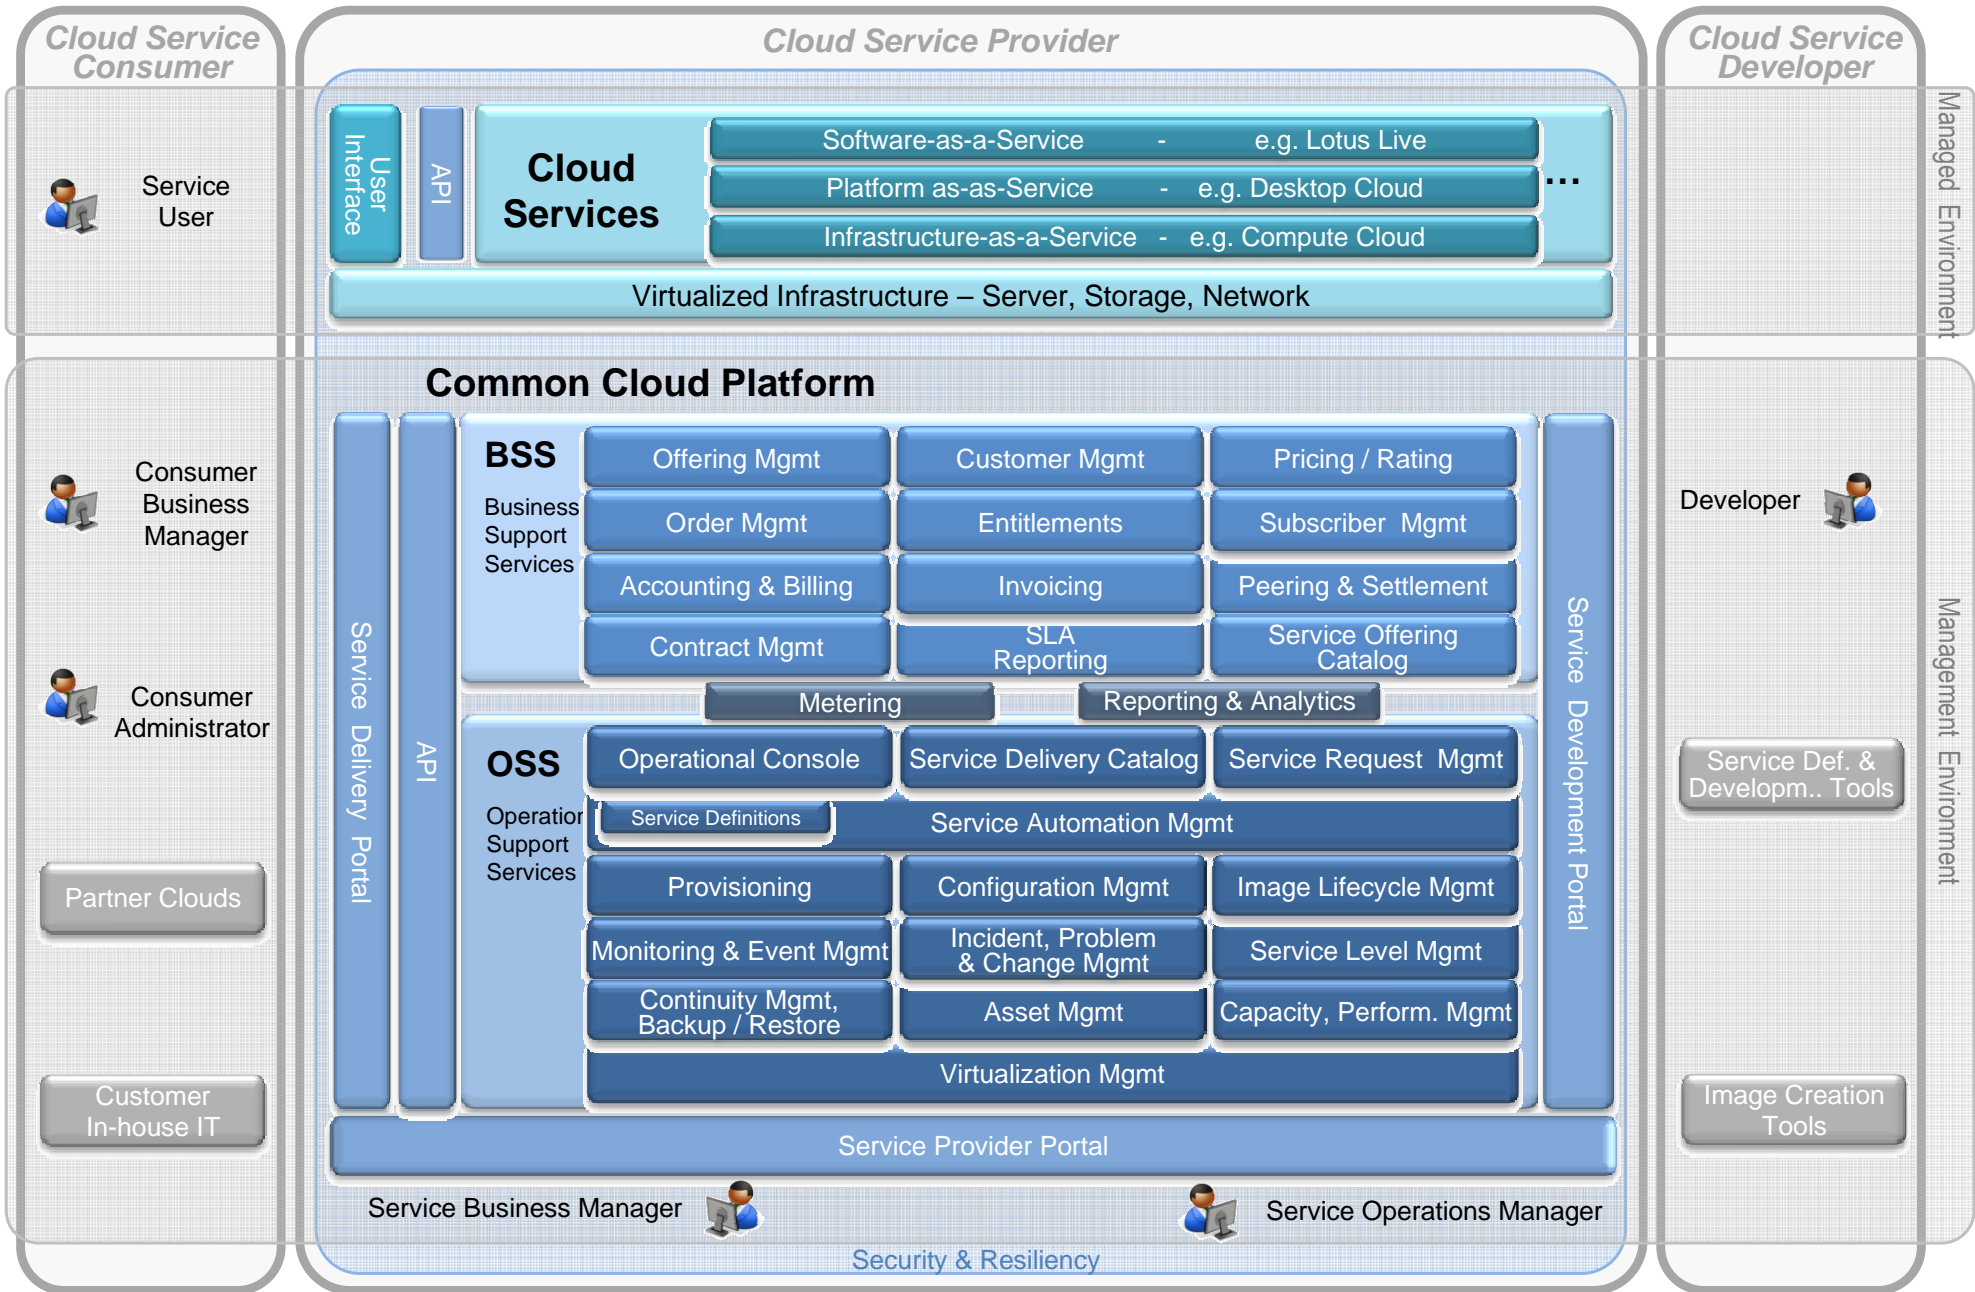 Cloud Service
Consumer
Cloud Service Provider
Cloud Service
Developer
Managed Environment
Service
User
User
Interface
API
Cloud
Services
Software-as-a-Service - e.g. Lotus Live
Platform as-as-Service - e.g. Desktop Cloud
Infrastructure-as-a-Service - e.g. Compute Cloud
...
Virtualized Infrastructure – Server, Storage, Network
Common Cloud Platform
Management Environment
Consumer
Business
Manager
Consumer
Administrator
Partner Clouds
Customer
In-house IT
Service Delivery Portal
API
BSS
Business
Support
Services
Offering Mgmt
Customer Mgmt
Pricing / Rating
Order Mgmt
Entitlements
Subscriber Mgmt
Accounting & Billing
Invoicing
Peering & Settlement
Contract Mgmt
SLA
Reporting
Service Offering
Catalog
Metering
Reporting & Analytics
OSS
Operation
Support
Services
Operational Console
Service Delivery Catalog
Service Request Mgmt
Service Definitions
Service Automation Mgmt
Provisioning
Configuration Mgmt
Image Lifecycle Mgmt
Monitoring & Event Mgmt
Incident, Problem
& Change Mgmt
Service Level Mgmt
Continuity Mgmt,
Backup / Restore
Asset Mgmt
Capacity, Perform. Mgmt
Virtualization Mgmt
Service Development Portal
Developer
Service Def. &
Developm.. Tools
Image Creation
Tools
Service Provider Portal
Service Business Manager
Service Operations Manager
Security & Resiliency